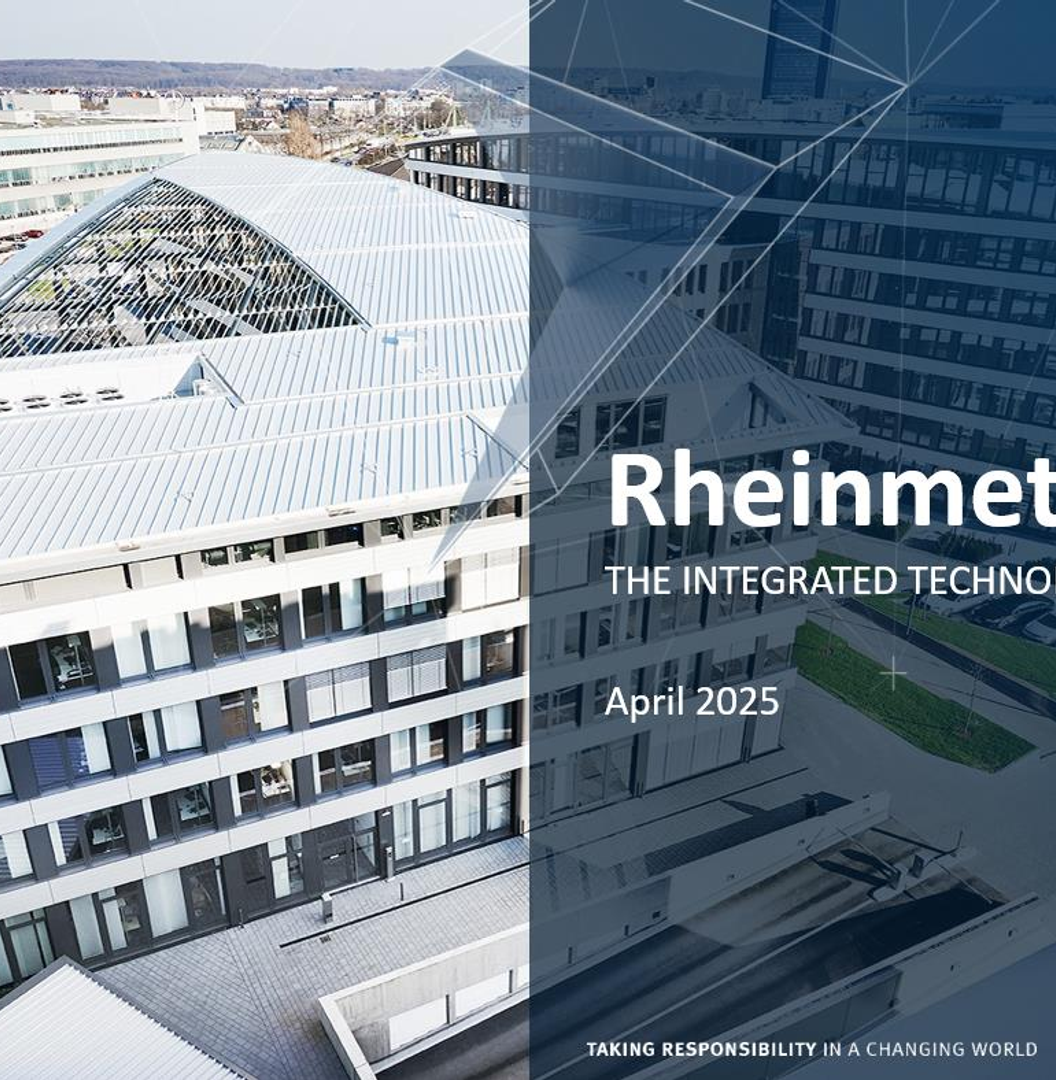 Rheinmet
THE INTEGRATED TECHNO
April 2025
TAKING RESPONSIBILITY IN A CHANGING WORLD